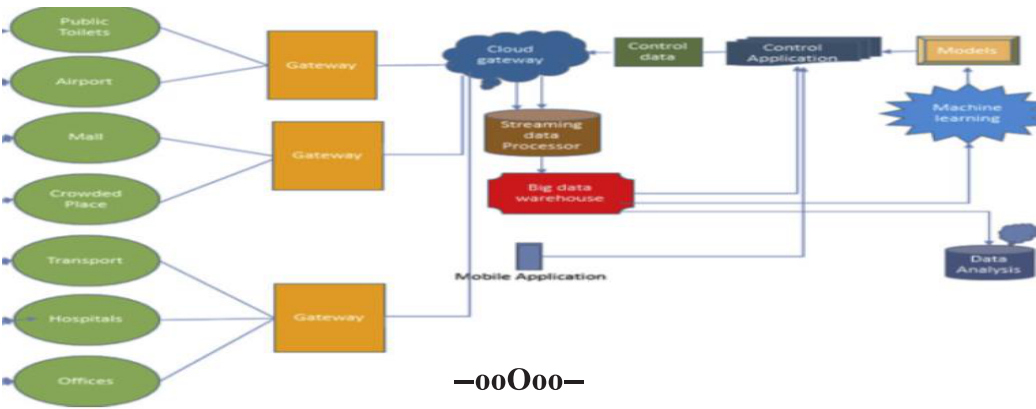 Public
Toilets
Airport
Mall
Crowded
Place
Transport
Hospitals
Offices
Gateway
Gateway
Gateway
Cloud
gateway
Control
data
Control
Application
Models
Machine
learning
Streaming
data
Processor
Big data
warehouse
Mobile Application
Data
Analysis
–ooOoo–